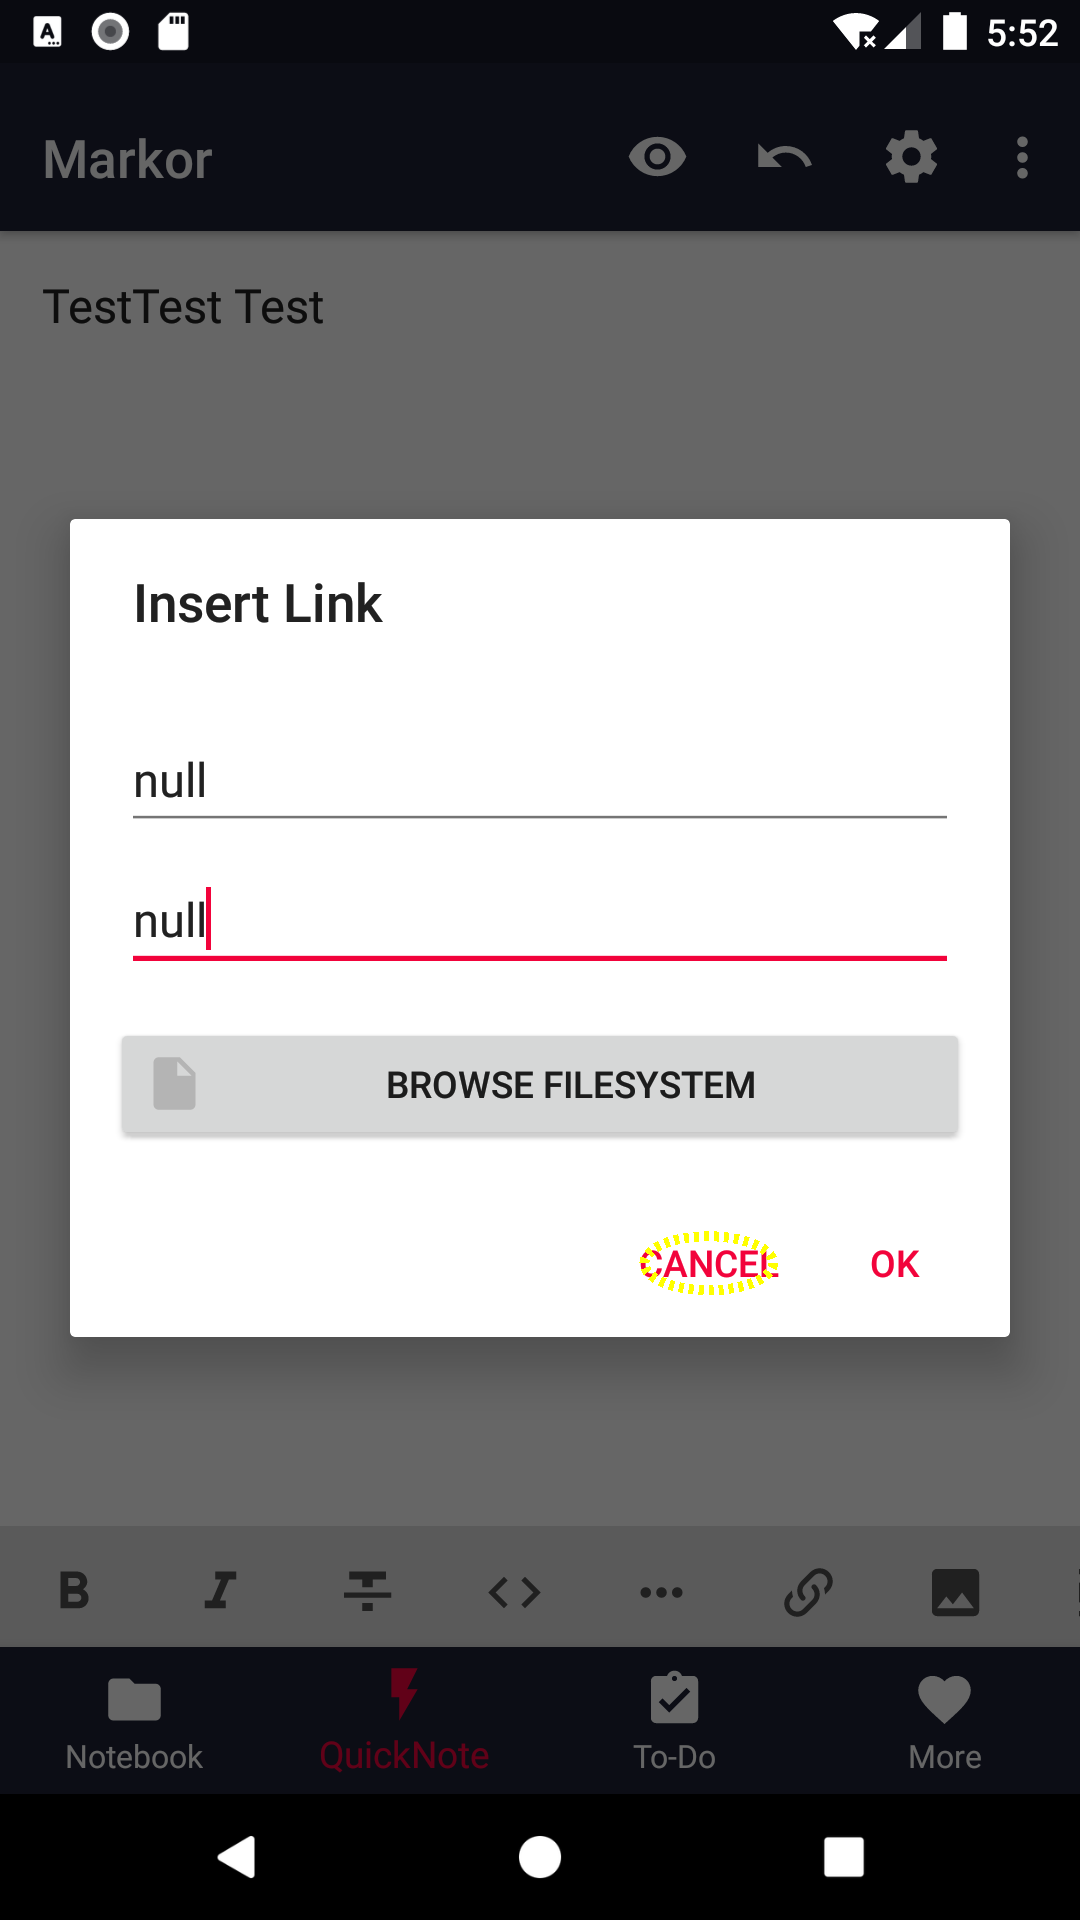 5:52
Markor
TestTest Test
Insert Link
null
null
BROWSE FILESYSTEM
CANCEL OK
Notebook QuickNote To-Do More